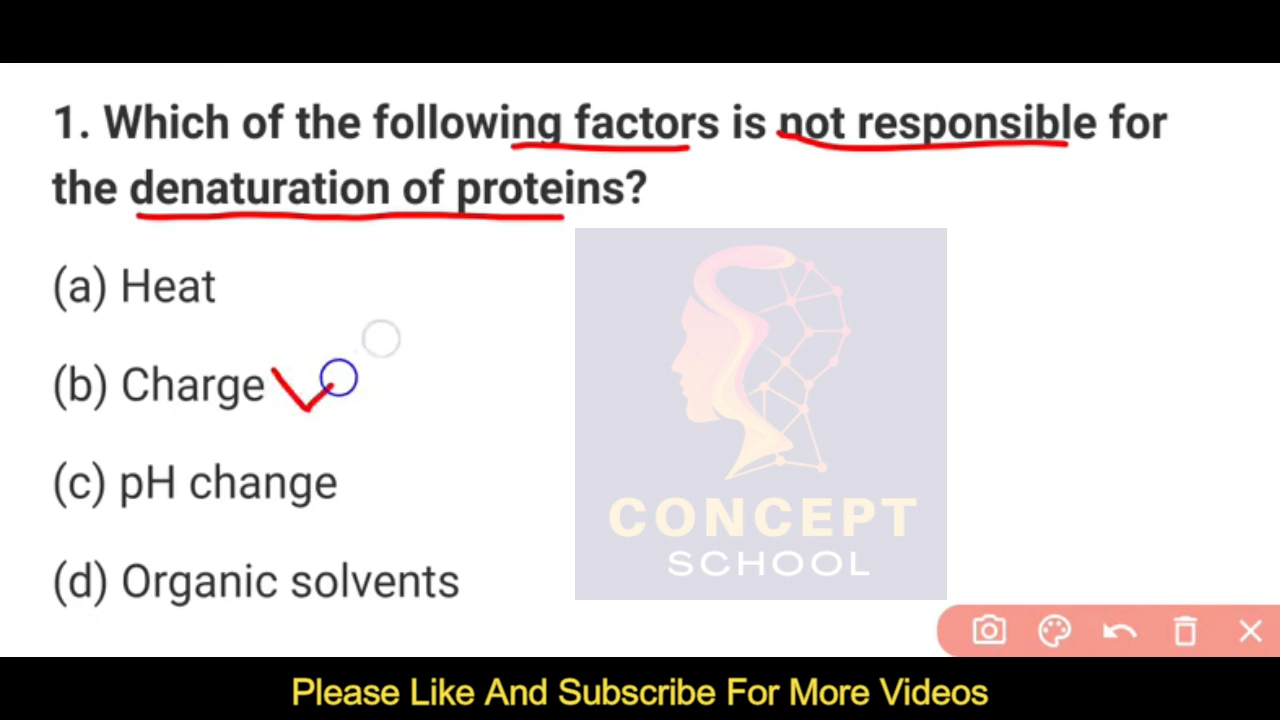 1. Which of the following factors is not responsible for
the denaturation of proteins?
(a) Heat
(b) Charge
(c) pH change
(d) Organic solvents
CONCEPT
SCHOOL
Please Like And Subscribe For More Videos